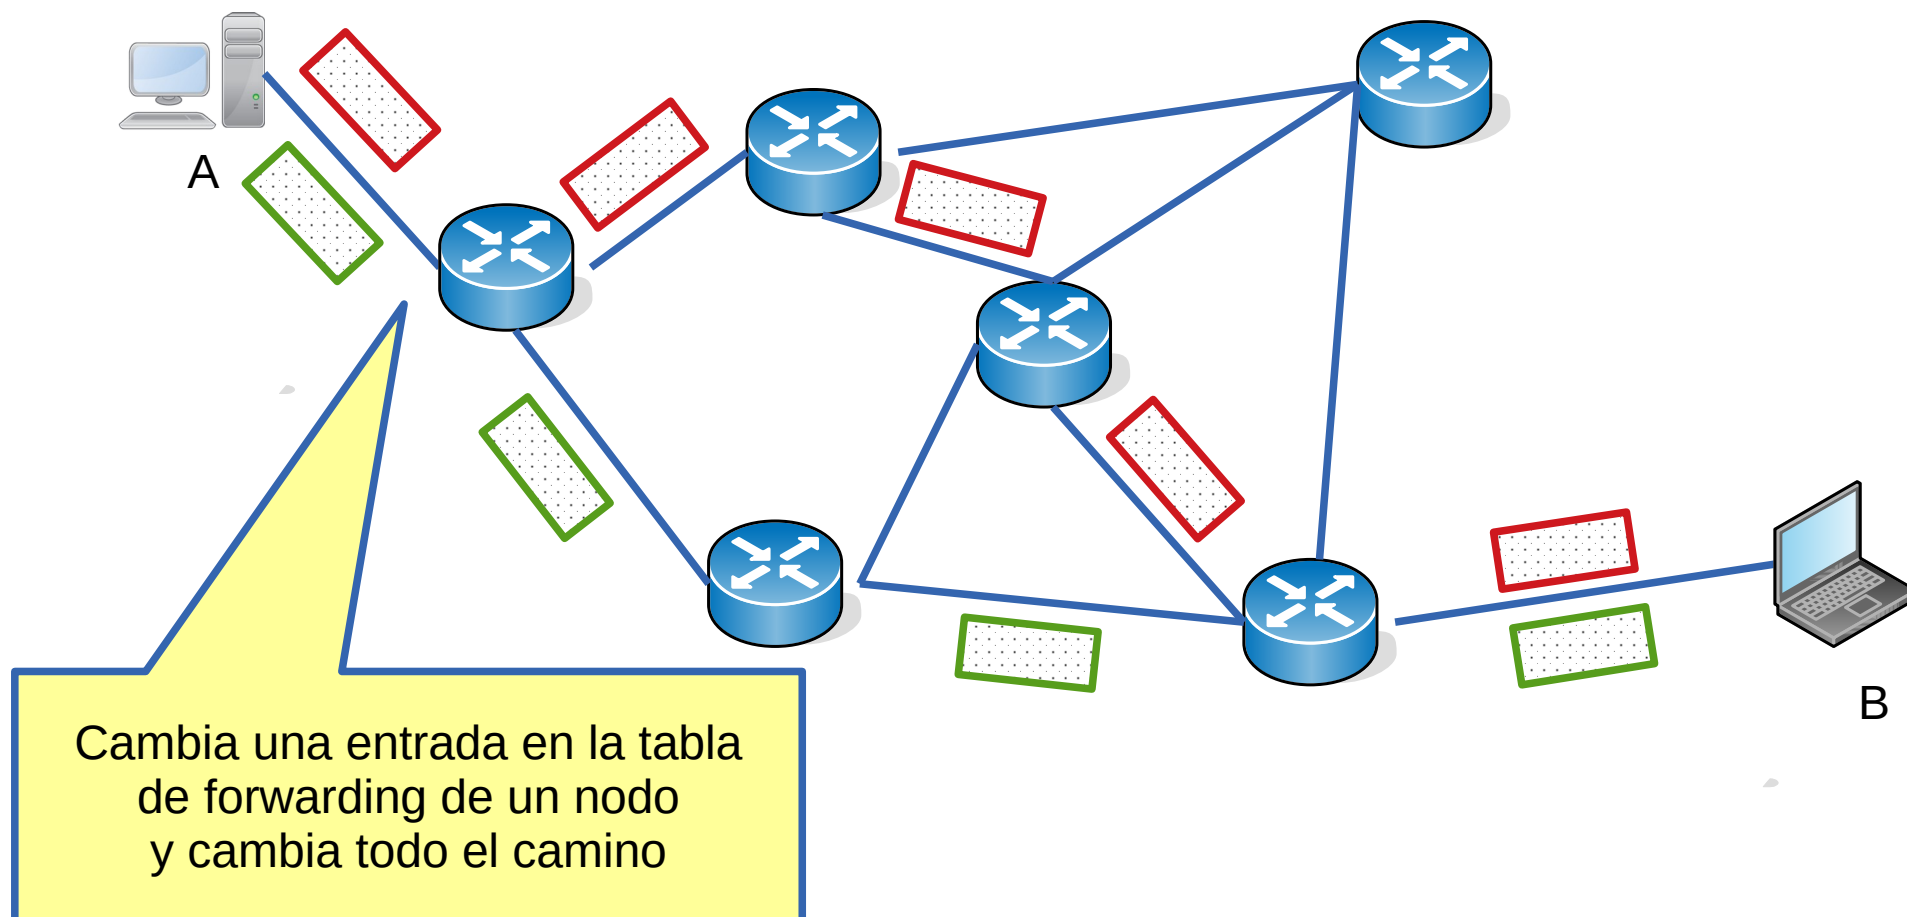 A
B
Cambia una entrada en la tabla
de forwarding de un nodo
y cambia todo el camino